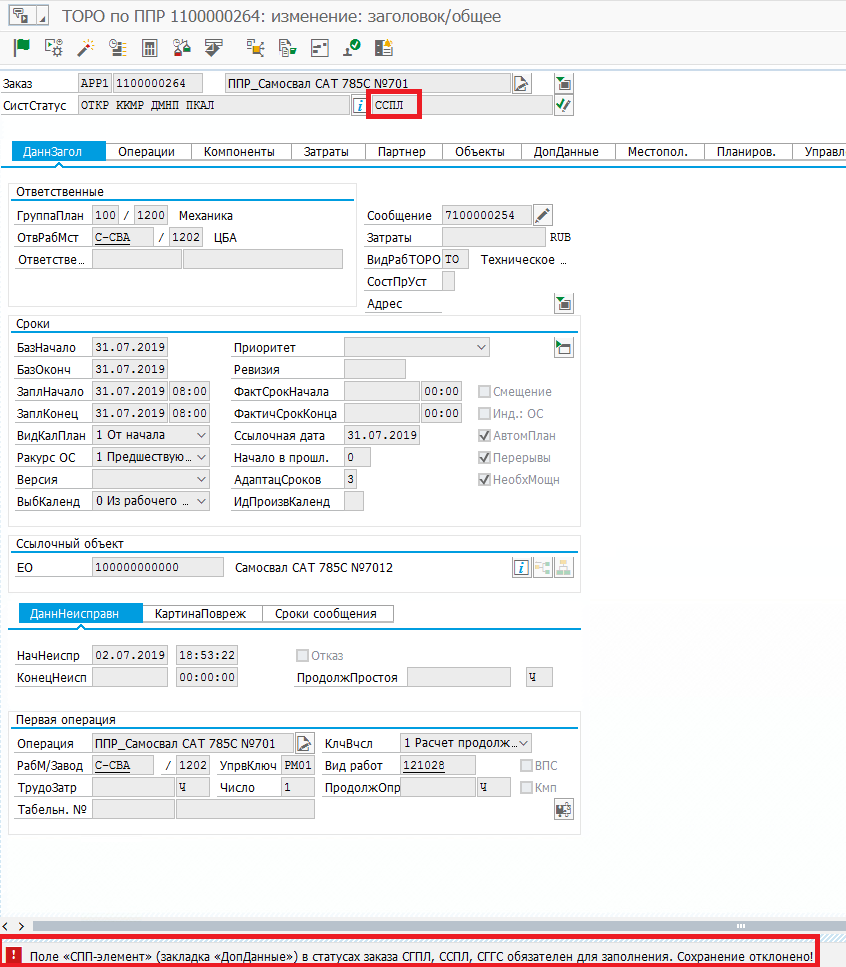 ТОРО по ППР 1100000264: изменение: заголовок/общее
Заказ APP1 1100000264 ППР_Самосвал САТ 785С №701
СистСтатус ОТКР ККМР ДМНП ПКАЛ ССПЛ
ДаннЗагол Операции Компоненты Затраты Партнер Объекты ДопДанные Местопол. Планиров. Управл
Ответственные
ГруппаПлан 100 / 1200 Механика
Сообщение 7100000254
ОтвРабМст C-CBA / 1202 ЦБА
Затраты RUB
Ответстве…
ВидРабТОРО ТО Техническое …
СостПрУст
Адрес
Сроки
БазНачало 31.07.2019 Приоритет
БазОконч 31.07.2019 Ревизия
ЗаплНачало 31.07.2019 08:00 ФактСрокНачала 00:00 Смещение
ЗаплКонец 31.07.2019 08:00 ФактичСрокКонца 00:00 Инд.: ОС
ВидКалПлан 1 От начала Ссылочная дата 31.07.2019 АвтомПлан
Ракурс ОС 1 Предшествую… Начало в прошл. 0 Перерывы
Версия АдаптацСроков 3 НеобхМощн
ВыбКаленд 0 Из рабочего … ИдПроизвКаленд
Ссылочный объект
ЕО 100000000000 Самосвал САТ 785С №7012
ДаннНеисправн КартинаПовреж Сроки сообщения
НачНеиспр 02.07.2019 18:53:22 Отказ
КонецНеисп 00:00:00 ПродолжПростоя Ч
Первая операция
Операция ППР_Самосвал САТ 785С №701 КлчВчсл 1 Расчет продолж…
РабМ/Завод C-CBA / 1202 УпрвКлюч PM01 Вид работ 121028 ВПС
ТрудоЗатр Ч Число 1 ПродолжОпр Ч Кмп
Табельн. №
Поле «СПП-элемент» (закладка «ДопДанные») в статусах заказа СГПЛ, ССПЛ, СГГС обязателен для заполнения. Сохранение отклонено!